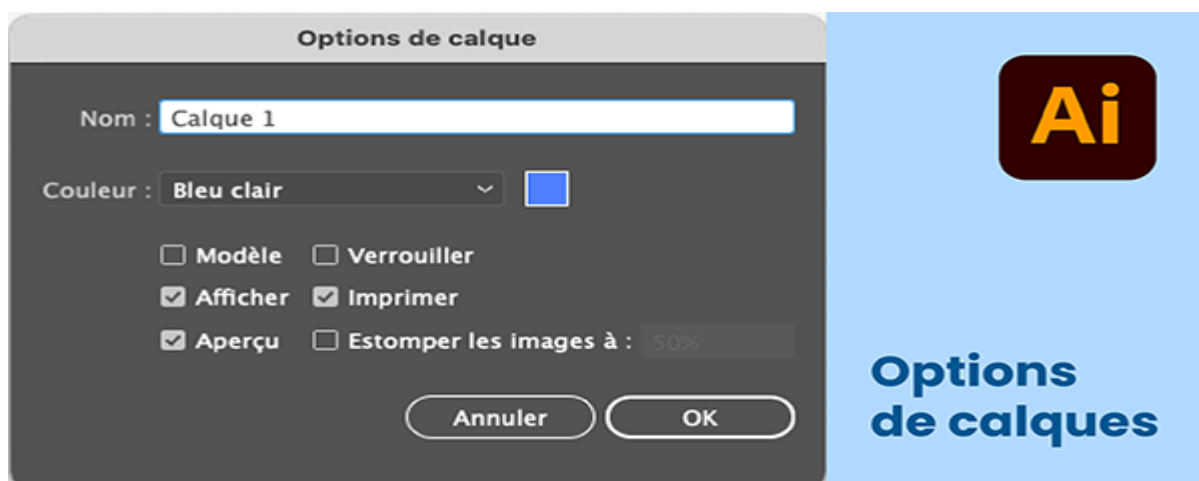 Options de calque
Nom : Calque 1
Couleur : Bleu clair
Modèle Verrouiller
Afficher Imprimer
Aperçu Estomper les images à : 50%
Annuler OK
Ai
Options
de calques